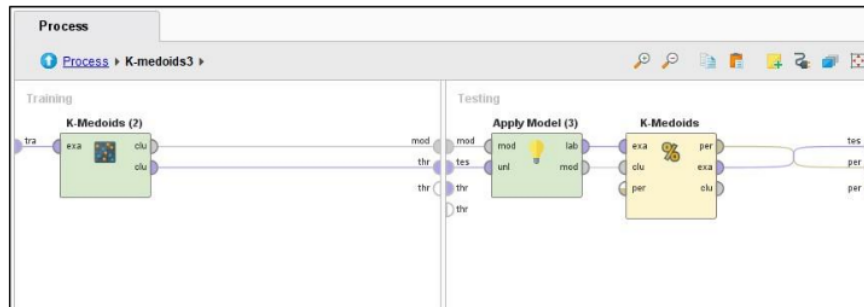 Process
Process ▸ K-medoids3 ▸
Training
Testing
K-Medoids (2)
Apply Model (3)
K-Medoids
tra
exa
clu
mod
mod
mod
lab
exa
per
tes
clu
thr
tes
unl
mod
clu
exa
per
thr
thr
per
clu
per
thr